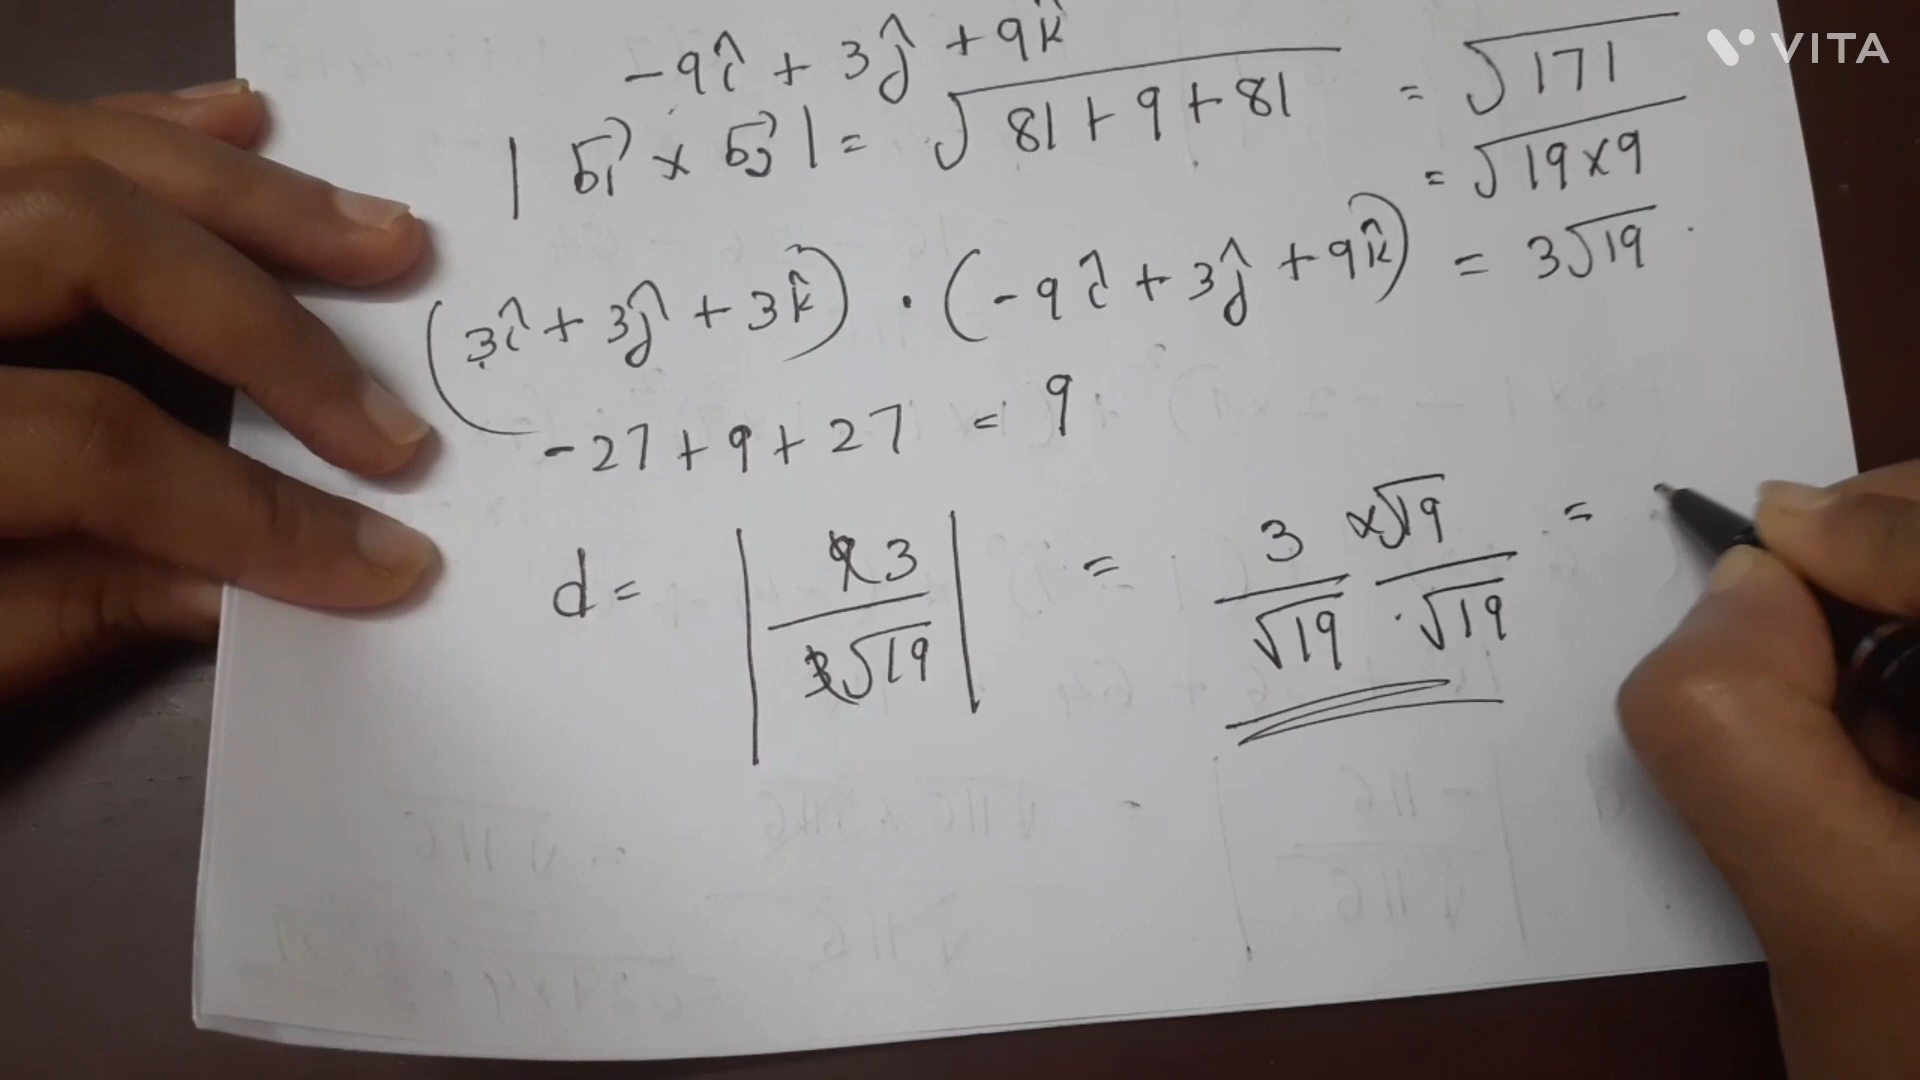 VITA
-9î + 3ĵ + 9k̂
|b₁⃗ × b₂⃗| = √(81+9+81) = √171
= √(19×9)
= 3√19.
(3î + 3ĵ + 3k̂) · (-9î + 3ĵ + 9k̂)
-27 + 9 + 27 = 9.
d = |9 3 / 3√19| = 3/√19 ×√19/·√19 =